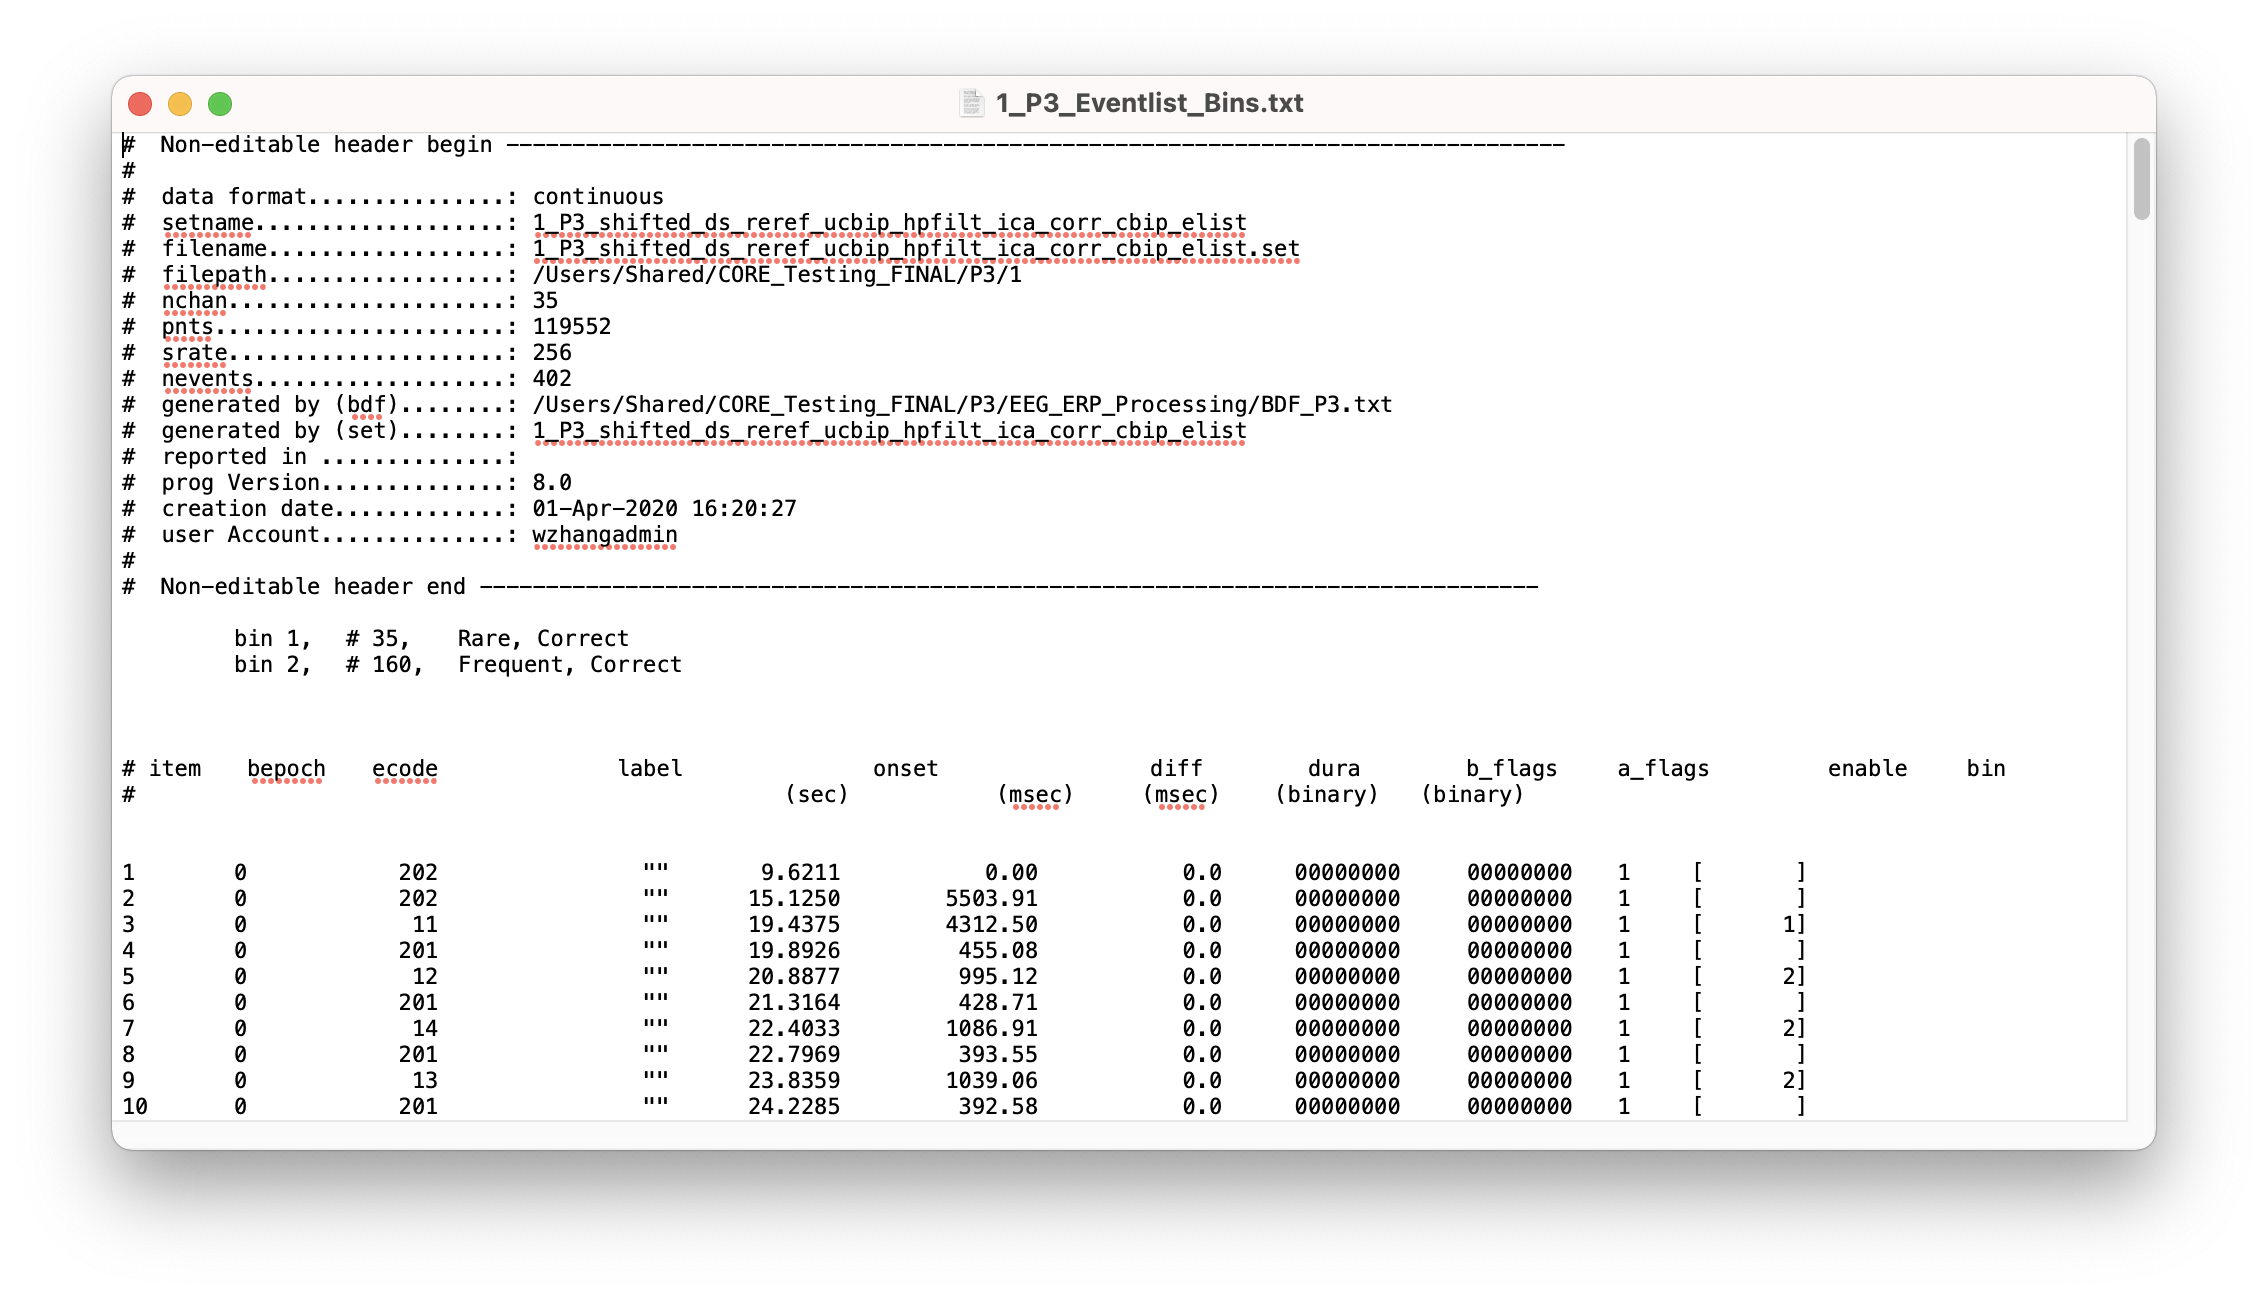 1_P3_Eventlist_Bins.txt
#  Non-editable header begin --------------------------------------------------------------------------------
#
#  data format...............: continuous
#  setname...................: 1_P3_shifted_ds_reref_ucbip_hpfilt_ica_corr_cbip_elist
#  filename..................: 1_P3_shifted_ds_reref_ucbip_hpfilt_ica_corr_cbip_elist.set
#  filepath..................: /Users/Shared/CORE_Testing_FINAL/P3/1
#  nchan.....................: 35
#  pnts......................: 119552
#  srate.....................: 256
#  nevents...................: 402
#  generated by (bdf)........: /Users/Shared/CORE_Testing_FINAL/P3/EEG_ERP_Processing/BDF_P3.txt
#  generated by (set)........: 1_P3_shifted_ds_reref_ucbip_hpfilt_ica_corr_cbip_elist
#  reported in ..............:
#  prog Version..............: 8.0
#  creation date.............: 01-Apr-2020 16:20:27
#  user Account..............: wzhangadmin
#
#  Non-editable header end --------------------------------------------------------------------------------
bin 1,   # 35,   Rare, Correct
bin 2,   # 160,   Frequent, Correct
# item   bepoch   ecode   label   onset   diff   dura   b_flags   a_flags   enable   bin
#   (sec)   (msec)   (msec)   (binary)   (binary)
1   0   202   ""   9.6211   0.00   0.0   00000000   00000000   1   [      ]
2   0   202   ""   15.1250   5503.91   0.0   00000000   00000000   1   [      ]
3   0   11   ""   19.4375   4312.50   0.0   00000000   00000000   1   [     1]
4   0   201   ""   19.8926   455.08   0.0   00000000   00000000   1   [      ]
5   0   12   ""   20.8877   995.12   0.0   00000000   00000000   1   [     2]
6   0   201   ""   21.3164   428.71   0.0   00000000   00000000   1   [      ]
7   0   14   ""   22.4033   1086.91   0.0   00000000   00000000   1   [     2]
8   0   201   ""   22.7969   393.55   0.0   00000000   00000000   1   [      ]
9   0   13   ""   23.8359   1039.06   0.0   00000000   00000000   1   [     2]
10   0   201   ""   24.2285   392.58   0.0   00000000   00000000   1   [      ]